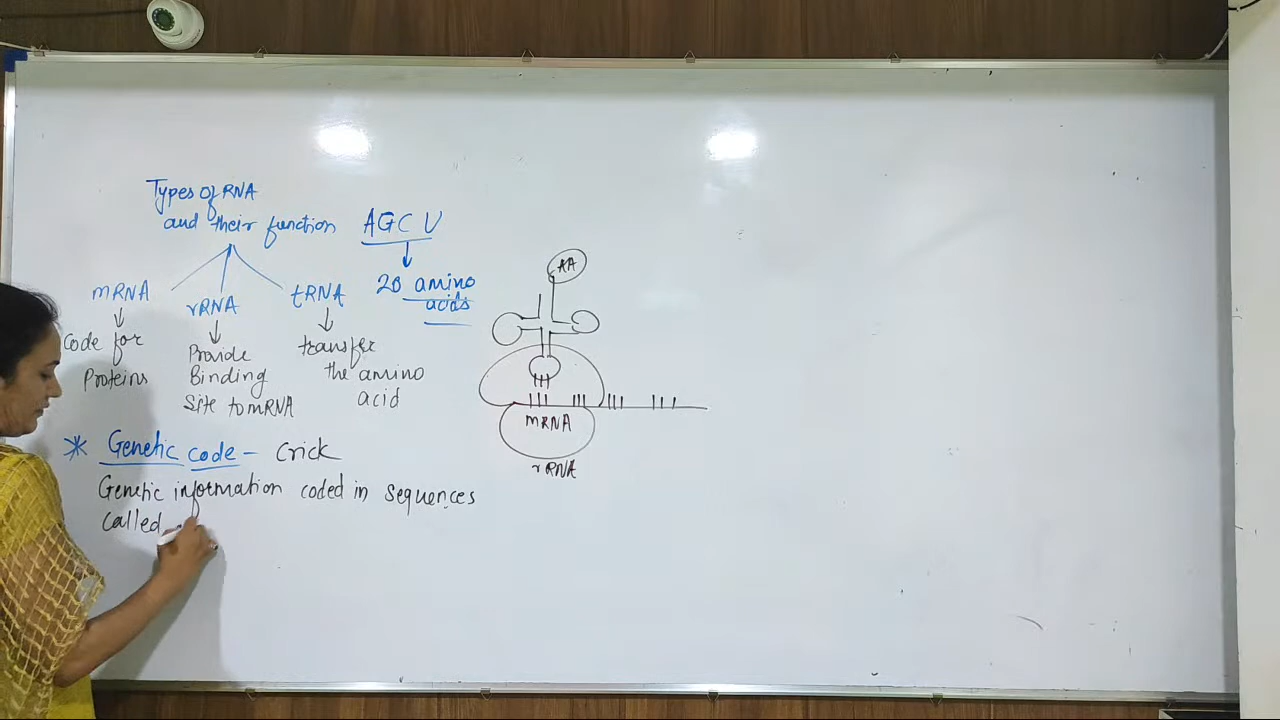 Types of RNA
and their function
AGCU
20 amino
acids
mRNA
Code for
Proteins
rRNA
Provide
Binding
Site to mRNA
tRNA
transfer
the amino
acid
AA
mRNA
rRNA
* Genetic code - Crick
Genetic information coded in sequences
called